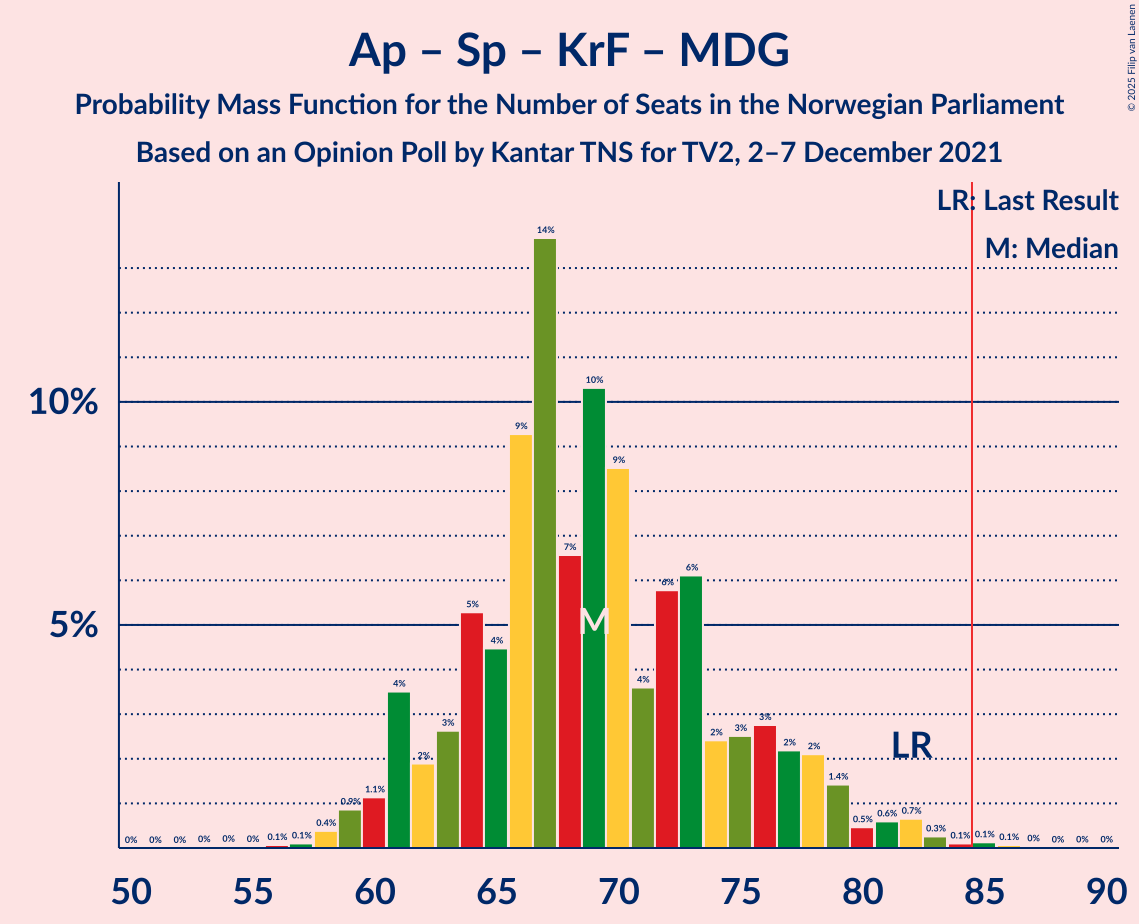 © 2025 Filip van Laenen
Ap – Sp – KrF – MDG
Probability Mass Function for the Number of Seats in the Norwegian Parliament
Based on an Opinion Poll by Kantar TNS for TV2, 2–7 December 2021
LR: Last Result
M: Median
10%
5%
0% 0% 0% 0% 0% 0% 0.1% 0.1% 0.4% 0.9% 1.1% 4% 2% 3% 5% 4% 9% 14% 7% 10% 9% 4% 6% 6% 2% 3% 3% 2% 2% 1.4% 0.5% 0.6% 0.7% 0.3% 0.1% 0.1% 0.1% 0% 0% 0% 0%
M
LR
50 55 60 65 70 75 80 85 90